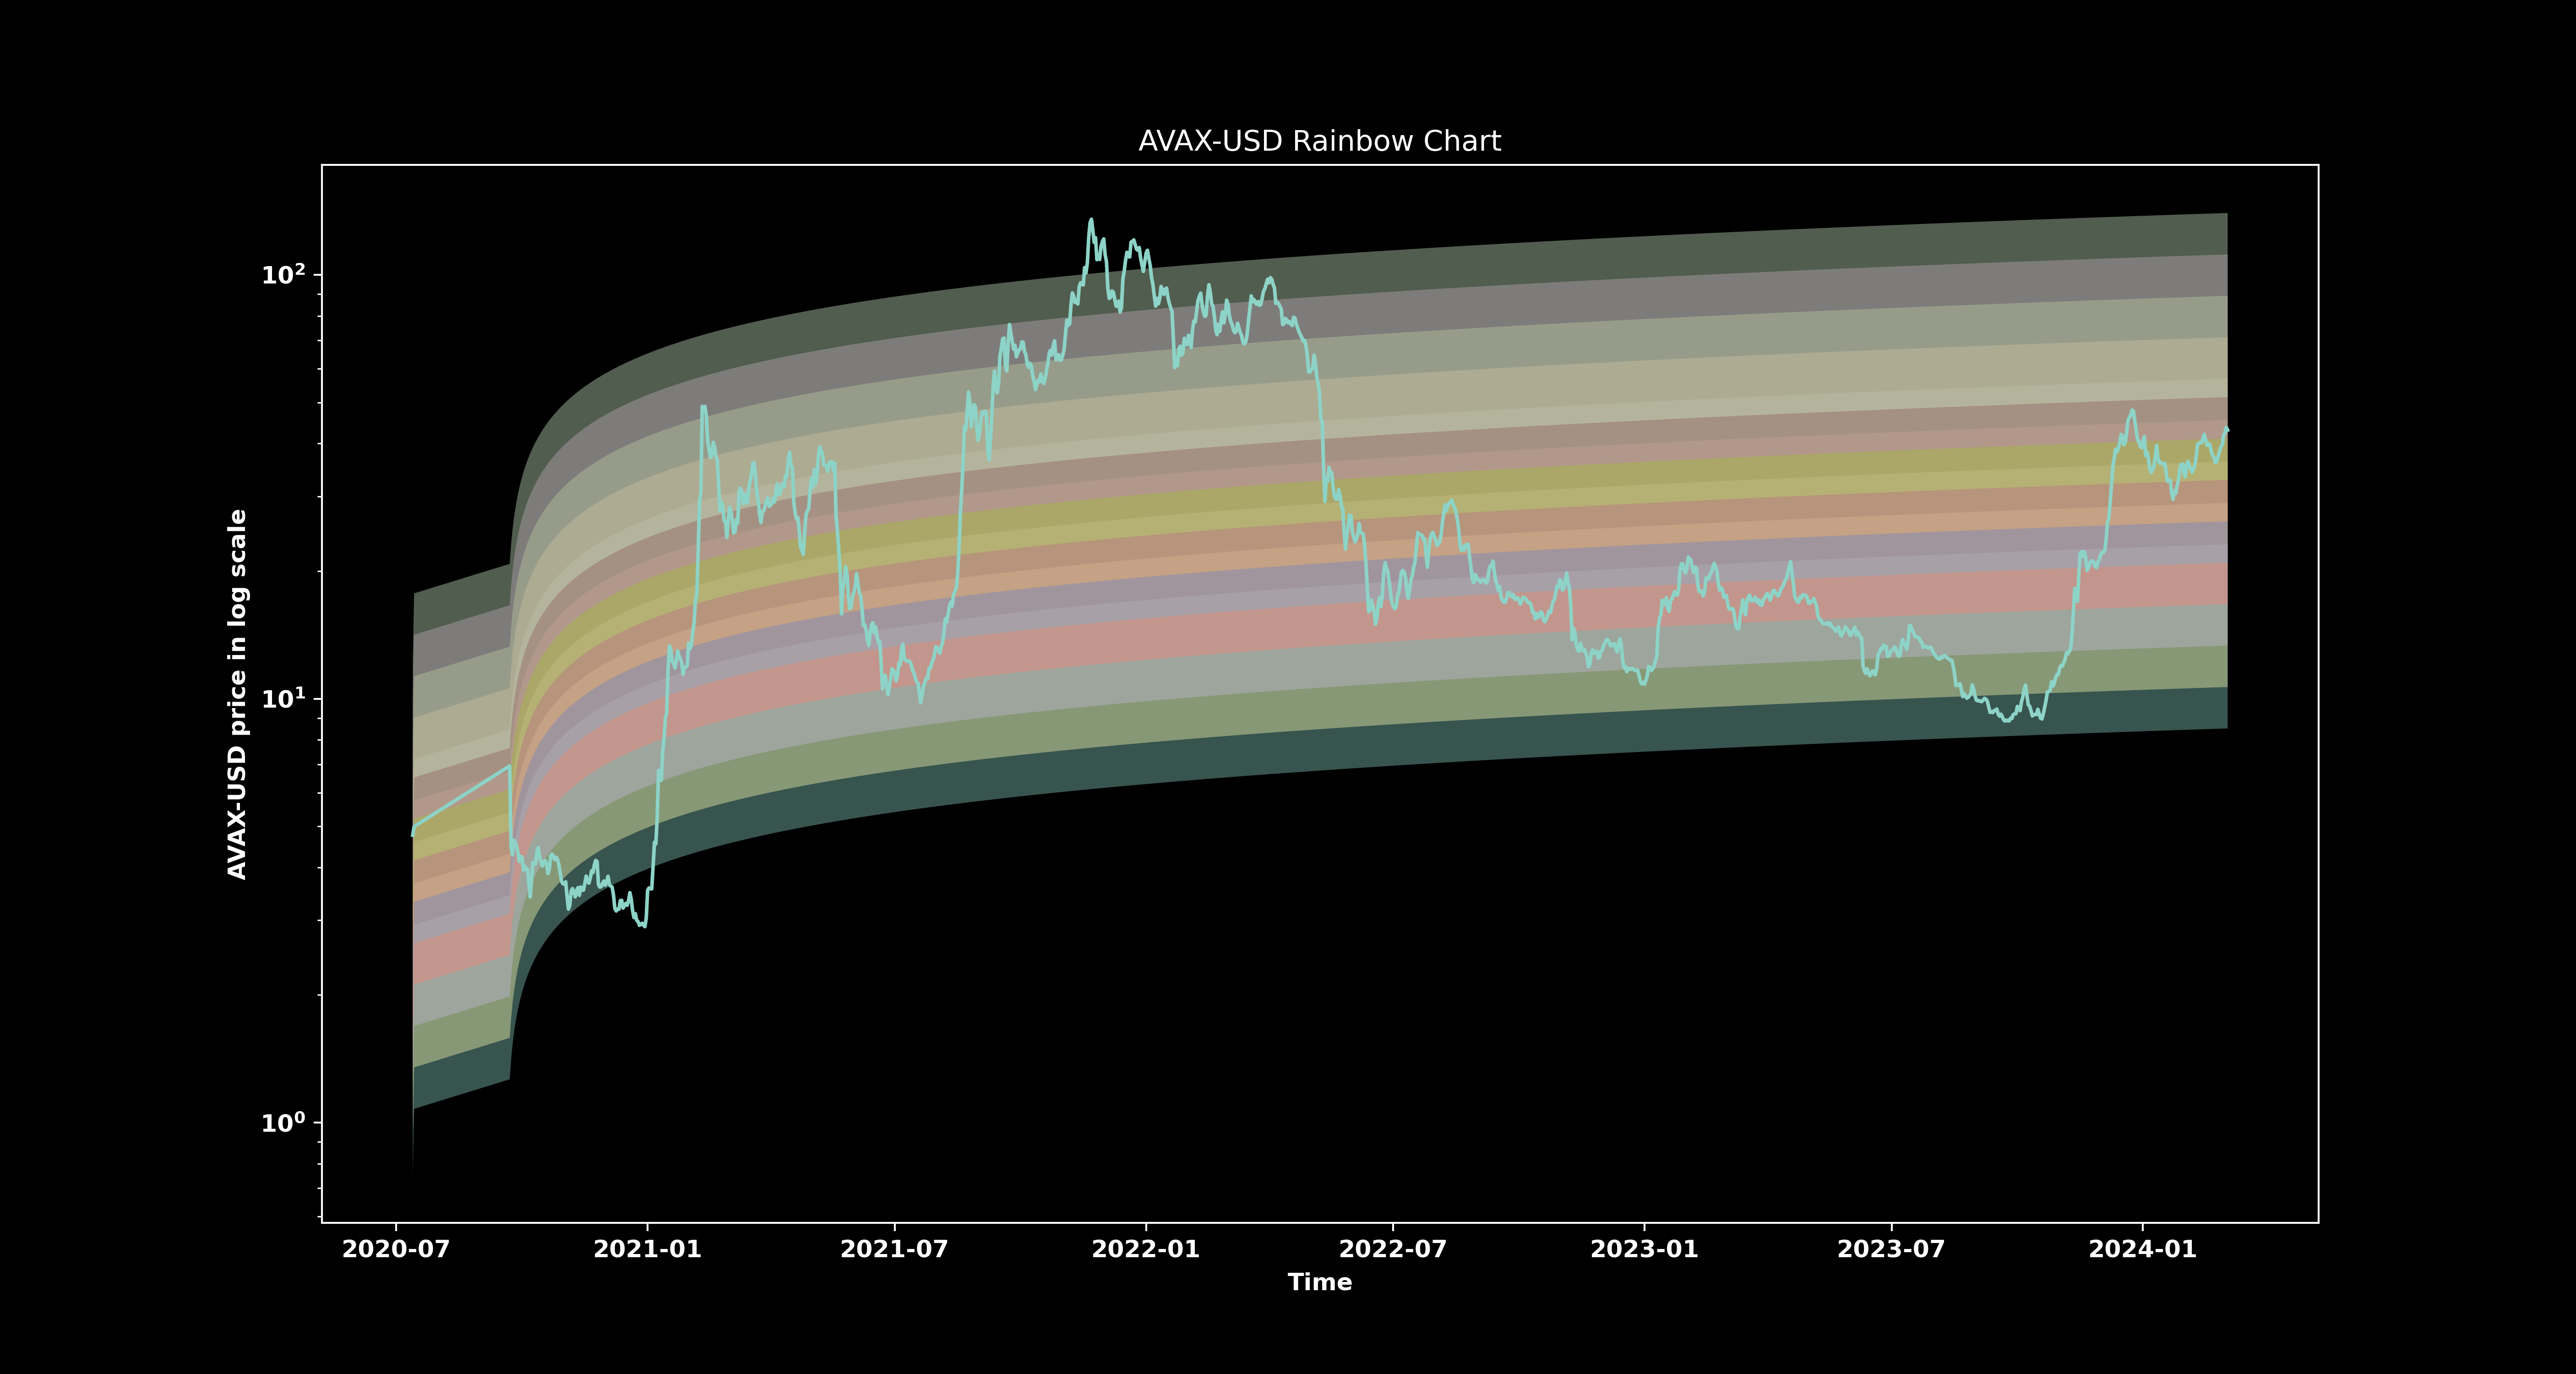 AVAX-USD Rainbow Chart
AVAX-USD price in log scale
10²
10¹
10⁰
2020-07 2021-01 2021-07 2022-01 2022-07 2023-01 2023-07 2024-01
Time